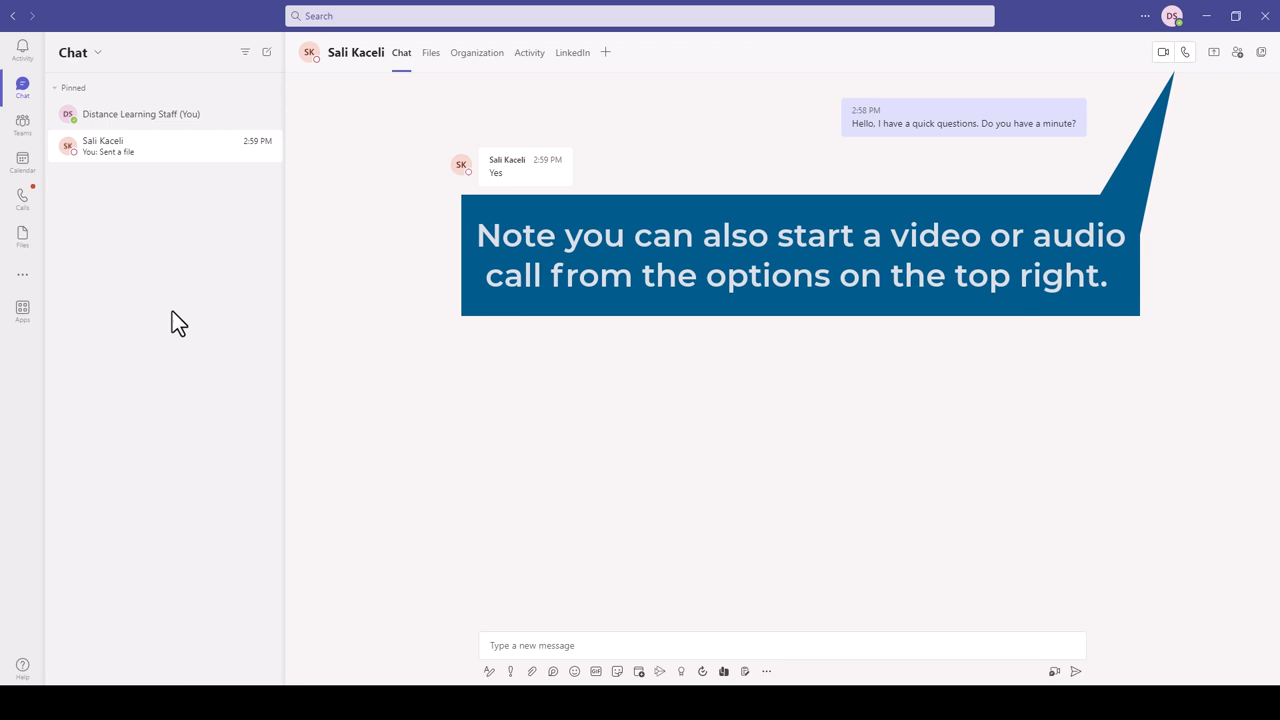 Search
DS
Activity
Chat
Teams
Calendar
Calls
Files
Apps
Help
Chat
Pinned
DS
Distance Learning Staff (You)
SK
Sali Kaceli
2:59 PM
You: Sent a file
SK
Sali Kaceli
Chat
Files
Organization
Activity
LinkedIn
2:58 PM
Hello, I have a quick questions. Do you have a minute?
SK
Sali Kaceli 2:59 PM
Yes
Note you can also start a video or audio
call from the options on the top right.
Type a new message
GIF